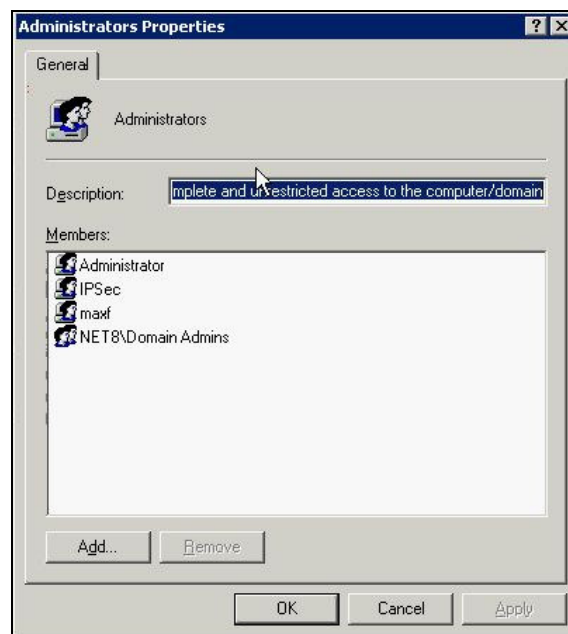 Administrators Properties
General
Administrators
Description: mplete and unrestricted access to the computer/domain
Members:
Administrator
IPSec
maxf
NET8\Domain Admins
Add... Remove
OK Cancel Apply